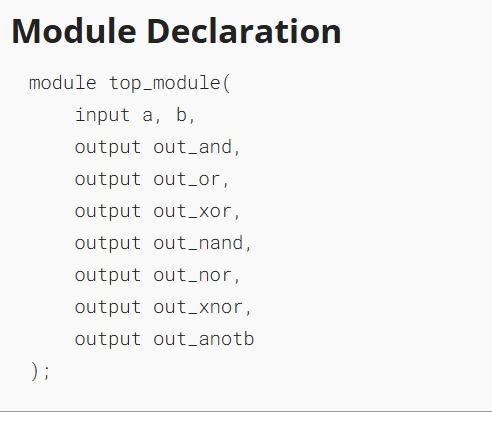 Module Declaration
module top_module(
    input a, b,
    output out_and,
    output out_or,
    output out_xor,
    output out_nand,
    output out_nor,
    output out_xnor,
    output out_anotb
);